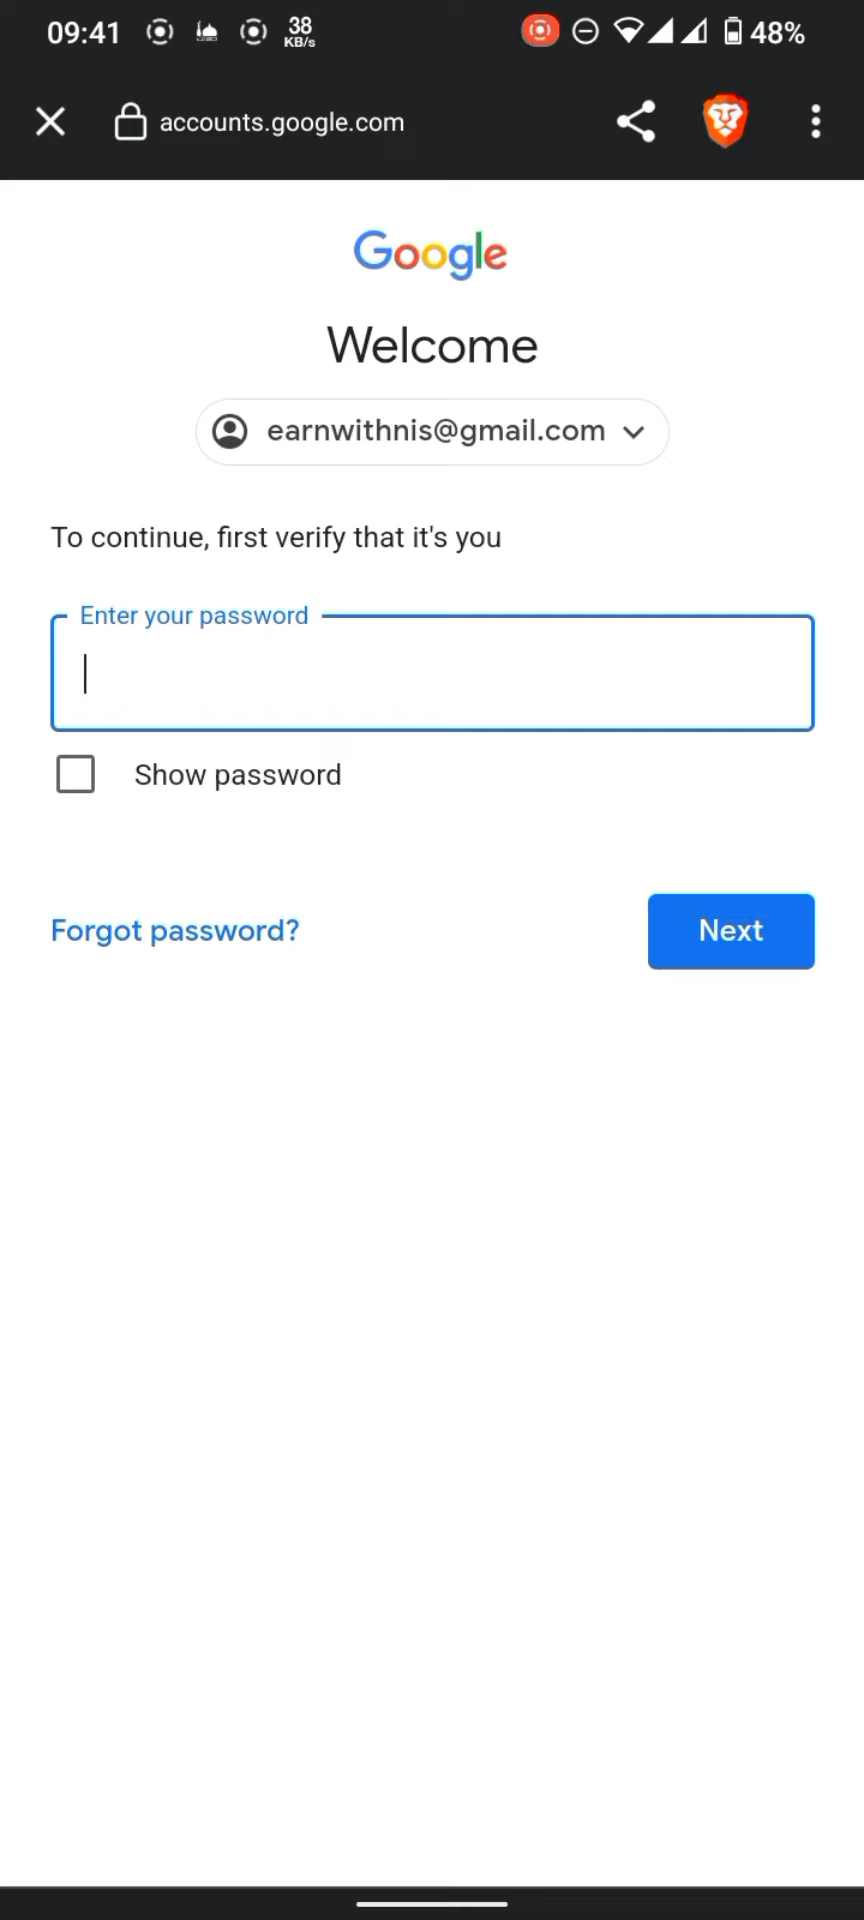 09:41 38 KB/s 48%
accounts.google.com
Google
Welcome
earnwithnis@gmail.com
To continue, first verify that it's you
Enter your password
Show password
Forgot password? Next